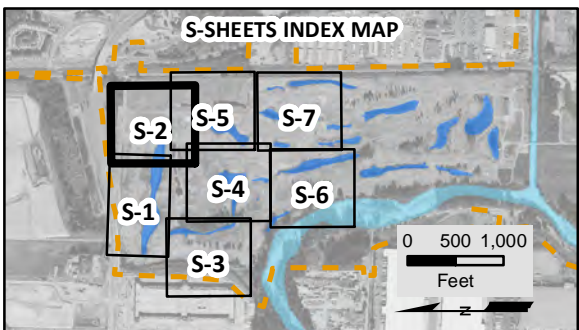 S-SHEETS INDEX MAP
S-5
S-7
S-2
S-4
S-6
S-1
S-3
0 500 1,000
Feet
N